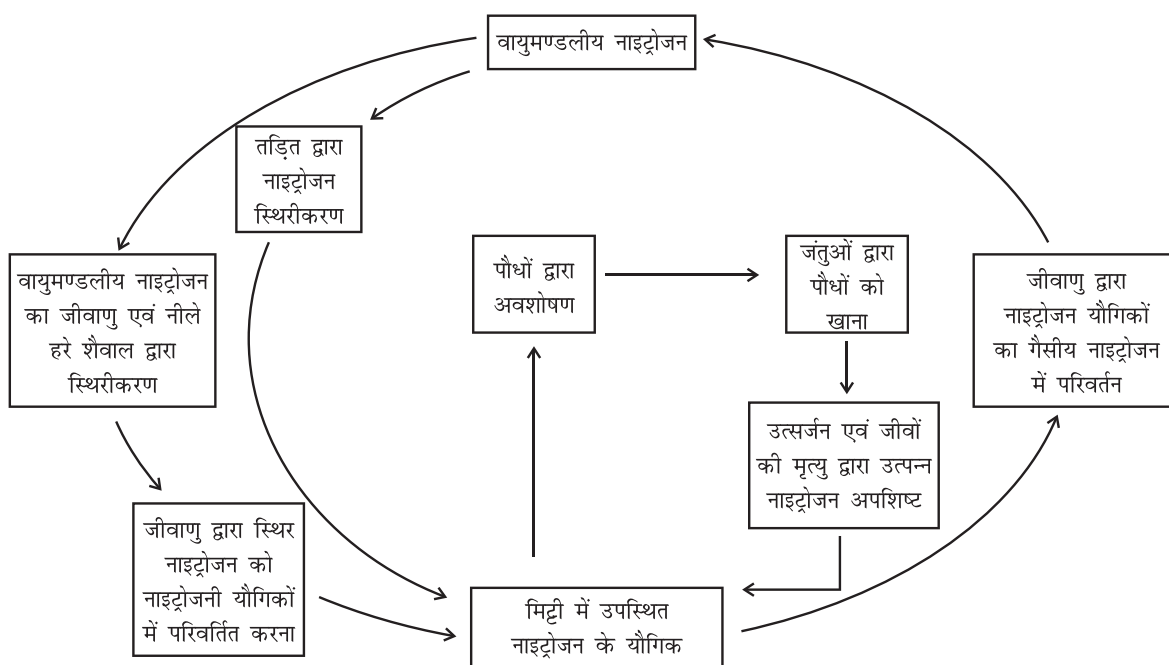 वायुमण्डलीय नाइट्रोजन
तड़ित द्वारा
नाइट्रोजन
स्थिरीकरण
वायुमण्डलीय नाइट्रोजन
का जीवाणु एवं नीले
हरे शैवाल द्वारा
स्थिरीकरण
पौधों द्वारा
अवशोषण
जंतुओं द्वारा
पौधों को
खाना
जीवाणु द्वारा
नाइट्रोजन यौगिकों
का गैसीय नाइट्रोजन
में परिवर्तन
उत्सर्जन एवं जीवों
की मृत्यु द्वारा उत्पन्न
नाइट्रोजन अपशिष्ट
जीवाणु द्वारा स्थिर
नाइट्रोजन को
नाइट्रोजनी यौगिकों
में परिवर्तित करना
मिट्टी में उपस्थित
नाइट्रोजन के यौगिक